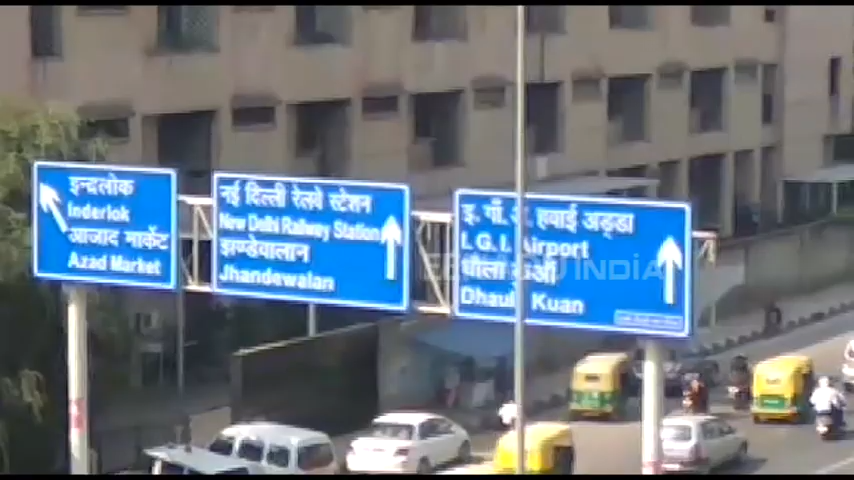 इन्द्रलोक
Inderlok
आजाद मार्केट
Azad Market
नई दिल्ली रेलवे स्टेशन
New Delhi Railway Station
झण्डेवालान
Jhandewalan
इ. गाँ. अ. हवाई अड्डा
I. G. I. Airport
धौला कुआँ
Dhaula Kuan